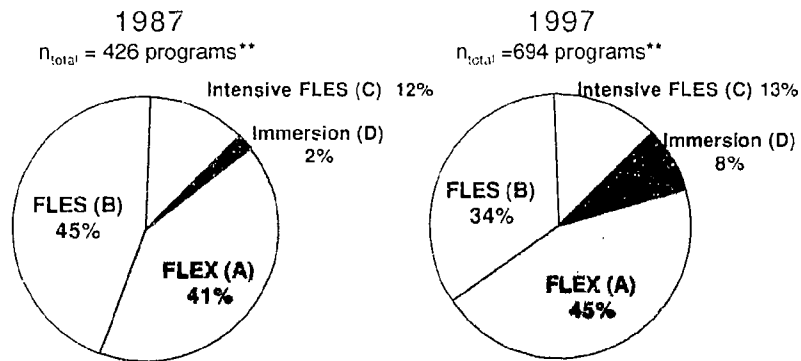 1987
n_total = 426 programs**
Intensive FLES (C) 12%
Immersion (D)
2%
FLES (B)
45%
FLEX (A)
41%
1997
n_total =694 programs**
Intensive FLES (C) 13%
Immersion (D)
8%
FLES (B)
34%
FLEX (A)
45%